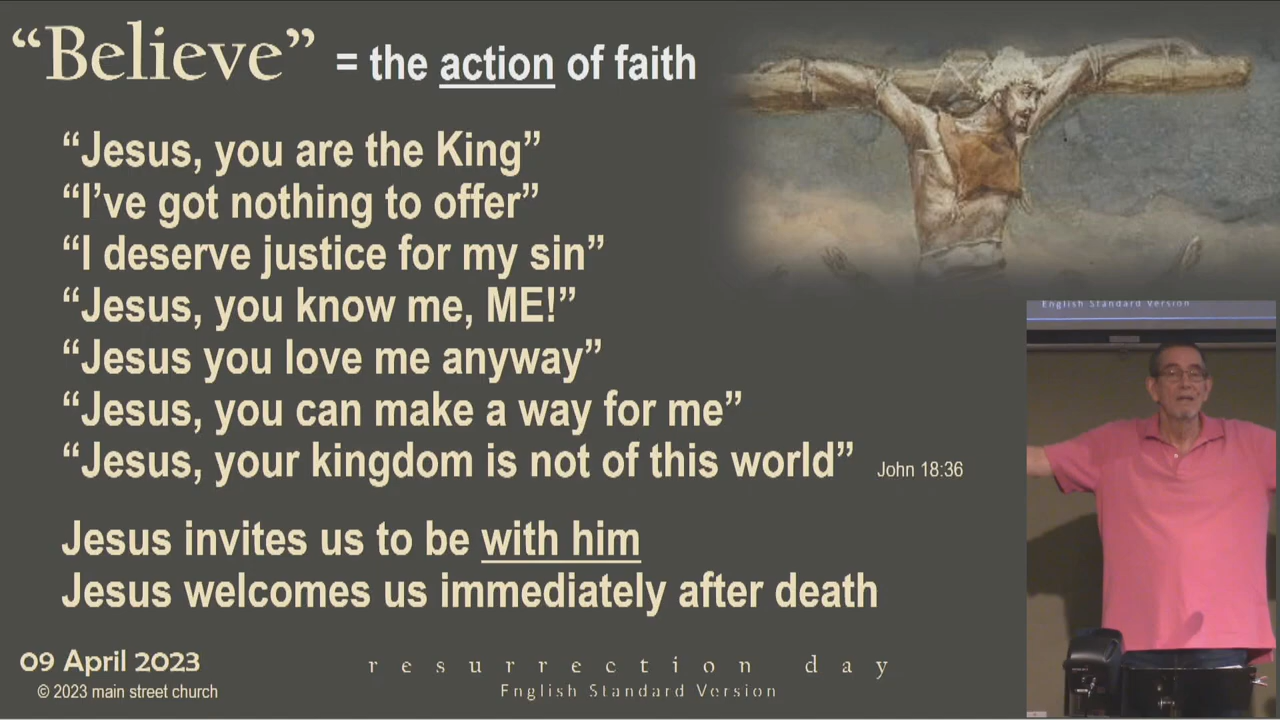 “Believe” = the action of faith
“Jesus, you are the King”
“I’ve got nothing to offer”
“I deserve justice for my sin”
“Jesus, you know me, ME!”
“Jesus you love me anyway”
“Jesus, you can make a way for me”
“Jesus, your kingdom is not of this world” John 18:36
Jesus invites us to be with him
Jesus welcomes us immediately after death
09 April 2023
© 2023 main street church
resurrection day
English Standard Version
English Standard Version